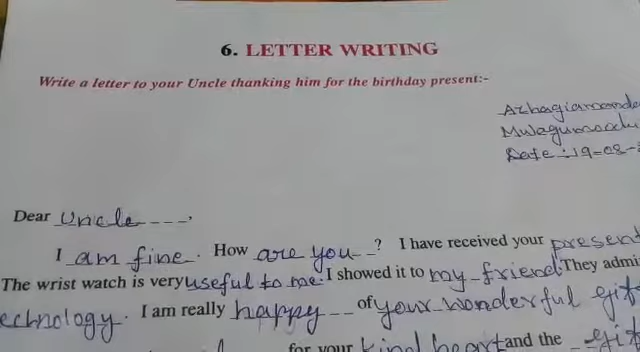 6. LETTER WRITING
Write a letter to your Uncle thanking him for the birthday present:-
Date : 19-08-
Dear Uncle ---,
I am fine. How are you --? I have received your present
The wrist watch is very useful to me. I showed it to my friend. They admi
echnology. I am really happy -- of your wonderful gift
for your kind heart and the gift